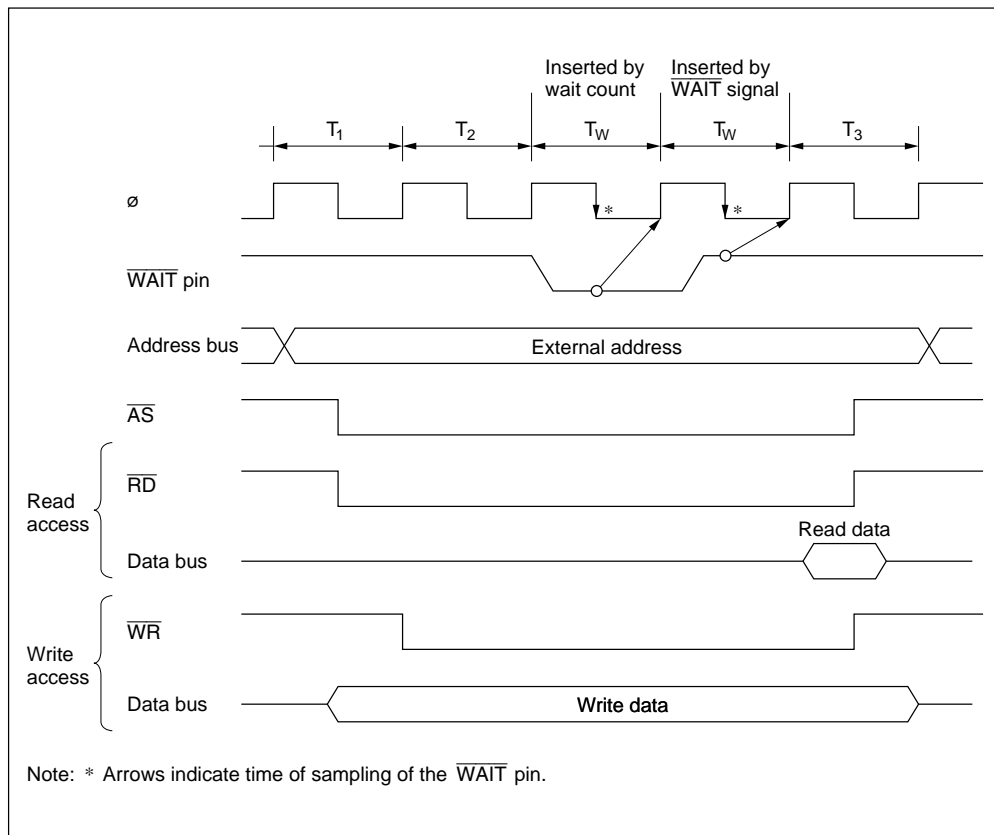 Inserted by
wait count
Inserted by
WAIT signal
T1 T2 TW TW T3
ø
*
*
WAIT pin
Address bus
External address
AS
Read
access
RD
Read data
Data bus
Write
access
WR
Data bus
Write data
Note: * Arrows indicate time of sampling of the WAIT pin.